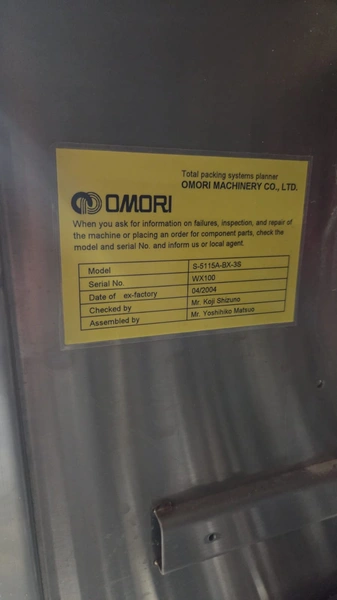 Total packing systems planner
OMORI MACHINERY CO., LTD.
OMORI
When you ask for information on failures, inspection, and repair of
the machine or placing an order for component parts, check the
model and serial No. and inform us or local agent.
Model S-5115A-BX-3S
Serial No. WX100
Date of ex-factory 04/2004
Checked by Mr. Koji Shizuno
Assembled by Mr. Yoshihiko Matsuo